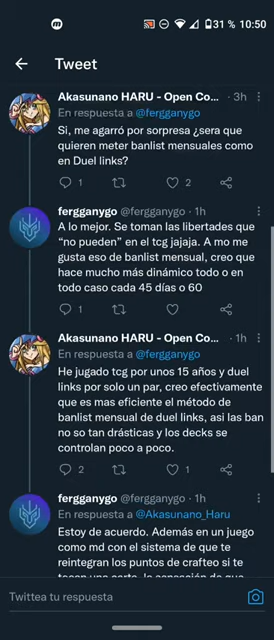 31 % 10:50
Tweet
Akasunano HARU - Open Co... · 3h
En respuesta a @fergganygo
Si, me agarró por sorpresa ¿sera que
quieren meter banlist mensuales como
en Duel links?
1 2
fergganygo @fergganygo · 1h
A lo mejor. Se toman las libertades que
“no pueden” en el tcg jajaja. A mo me
gusta eso de banlist mensual, creo que
hace mucho más dinámico todo o en
todo caso cada 45 días o 60
1
Akasunano HARU - Open Co... · 1h
En respuesta a @fergganygo
He jugado tcg por unos 15 años y duel
links por solo un par, creo efectivamente
que es mas eficiente el método de
banlist mensual de duel links, asi las ban
no so tan drásticas y los decks se
controlan poco a poco.
2 1
fergganygo @fergganygo · 1h
En respuesta a @Akasunano_Haru
Estoy de acuerdo. Además en un juego
como md con el sistema de que te
reintegran los puntos de crafteo si te
Twittea tu respuesta